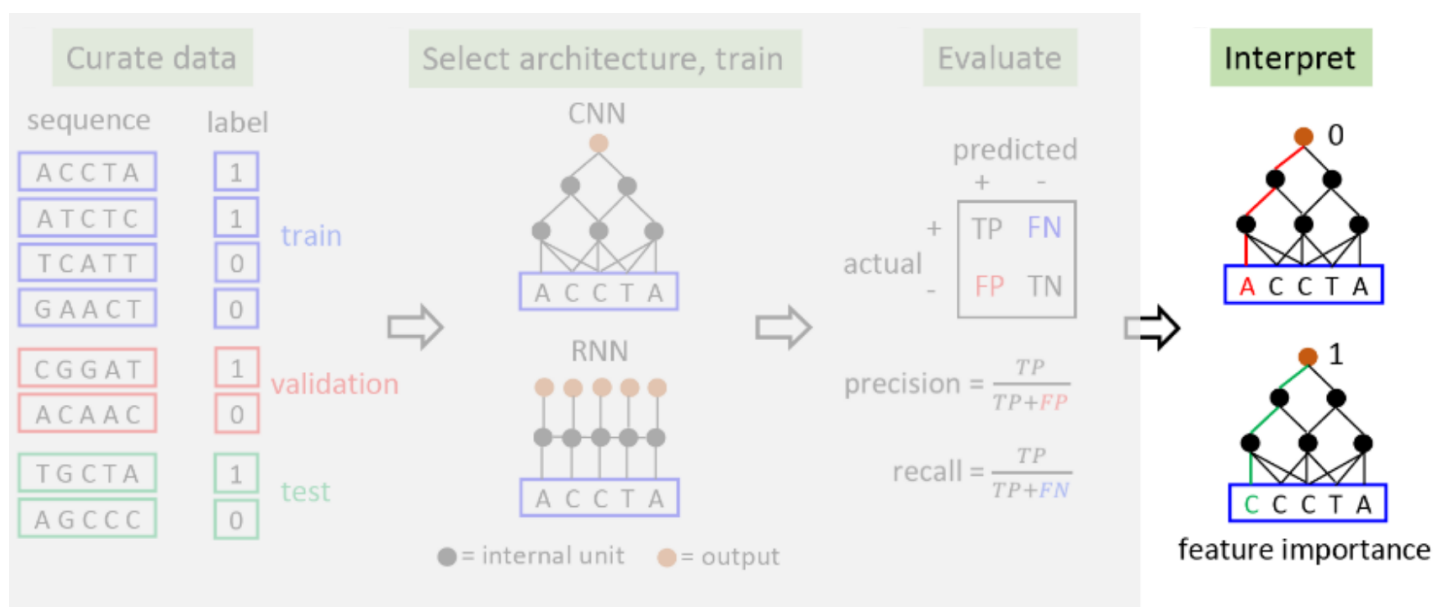 Curate data
sequence label
A C C T A 1
A T C T C 1
train
T C A T T 0
G A A C T 0
C G G A T 1
validation
A C A A C 0
T G C T A 1
test
A G C C C 0
Select architecture, train
CNN
A C C T A
RNN
A C C T A
= internal unit = output
Evaluate
predicted
+ -
+ TP FN
actual
- FP TN
precision = TP / TP+FP
recall = TP / TP+FN
Interpret
0
A C C T A
1
C C C T A
feature importance